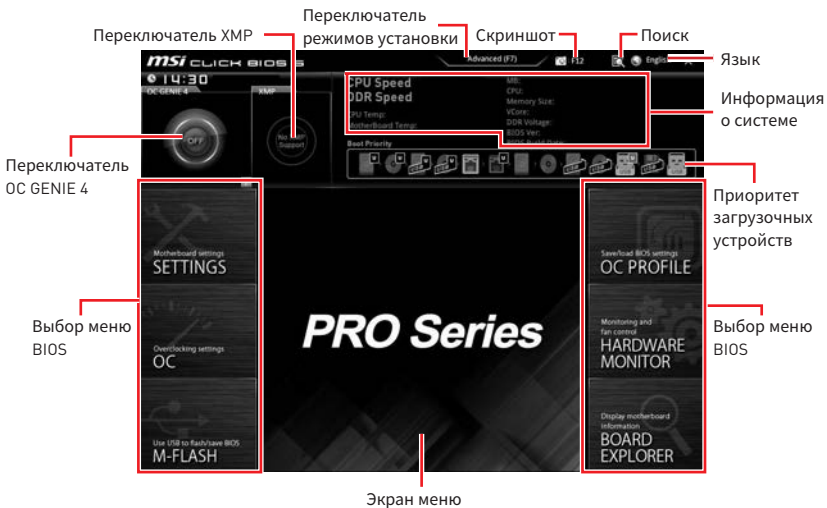 Переключатель
режимов установки
Переключатель XMP
Скриншот
Поиск
Язык
msi CLICK BIOS 5
Advanced (F7)
F12
English
14:30
OC GENIE 4
XMP
CPU Speed
DDR Speed
CPU Temp:
MotherBoard Temp:
MB:
CPU:
Memory Size:
VCore:
DDR Voltage:
BIOS Ver:
BIOS Build Date:
Информация
о системе
OFF
Support
Boot Priority
Переключатель
OC GENIE 4
Приоритет
загрузочных
устройств
Motherboard settings
SETTINGS
Save/load BIOS settings
OC PROFILE
Выбор меню
BIOS
Overclocking settings
OC
PRO Series
Monitoring and
fan control
HARDWARE
MONITOR
Выбор меню
BIOS
Use USB to flash/save BIOS
M-FLASH
Display motherboard
information
BOARD
EXPLORER
Экран меню